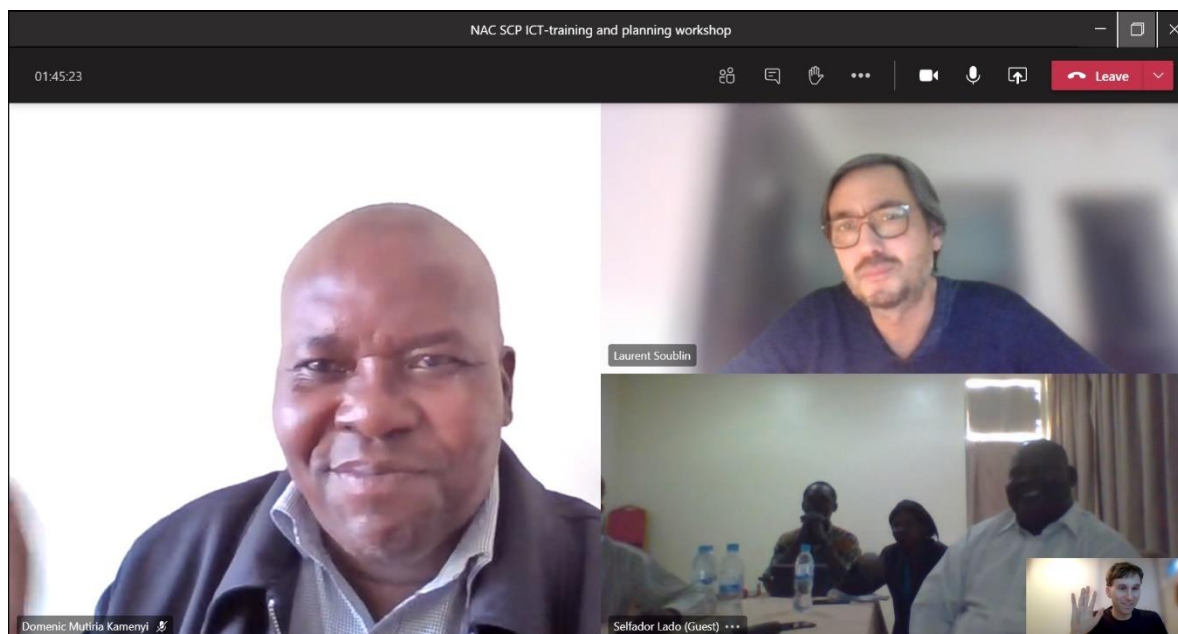 NAC SCP ICT-training and planning workshop
01:45:23
Leave
Laurent Soublin
Domenic Mutiria Kamenyi
Selfador Lado (Guest)